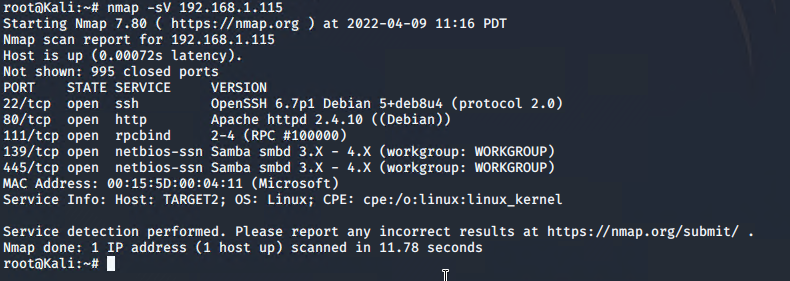 root@Kali:~# nmap -sV 192.168.1.115
Starting Nmap 7.80 ( https://nmap.org ) at 2022-04-09 11:16 PDT
Nmap scan report for 192.168.1.115
Host is up (0.00072s latency).
Not shown: 995 closed ports
PORT    STATE SERVICE     VERSION
22/tcp  open  ssh         OpenSSH 6.7p1 Debian 5+deb8u4 (protocol 2.0)
80/tcp  open  http        Apache httpd 2.4.10 ((Debian))
111/tcp open  rpcbind     2-4 (RPC #100000)
139/tcp open  netbios-ssn Samba smbd 3.X - 4.X (workgroup: WORKGROUP)
445/tcp open  netbios-ssn Samba smbd 3.X - 4.X (workgroup: WORKGROUP)
MAC Address: 00:15:5D:00:04:11 (Microsoft)
Service Info: Host: TARGET2; OS: Linux; CPE: cpe:/o:linux:linux_kernel

Service detection performed. Please report any incorrect results at https://nmap.org/submit/ .
Nmap done: 1 IP address (1 host up) scanned in 11.78 seconds
root@Kali:~#